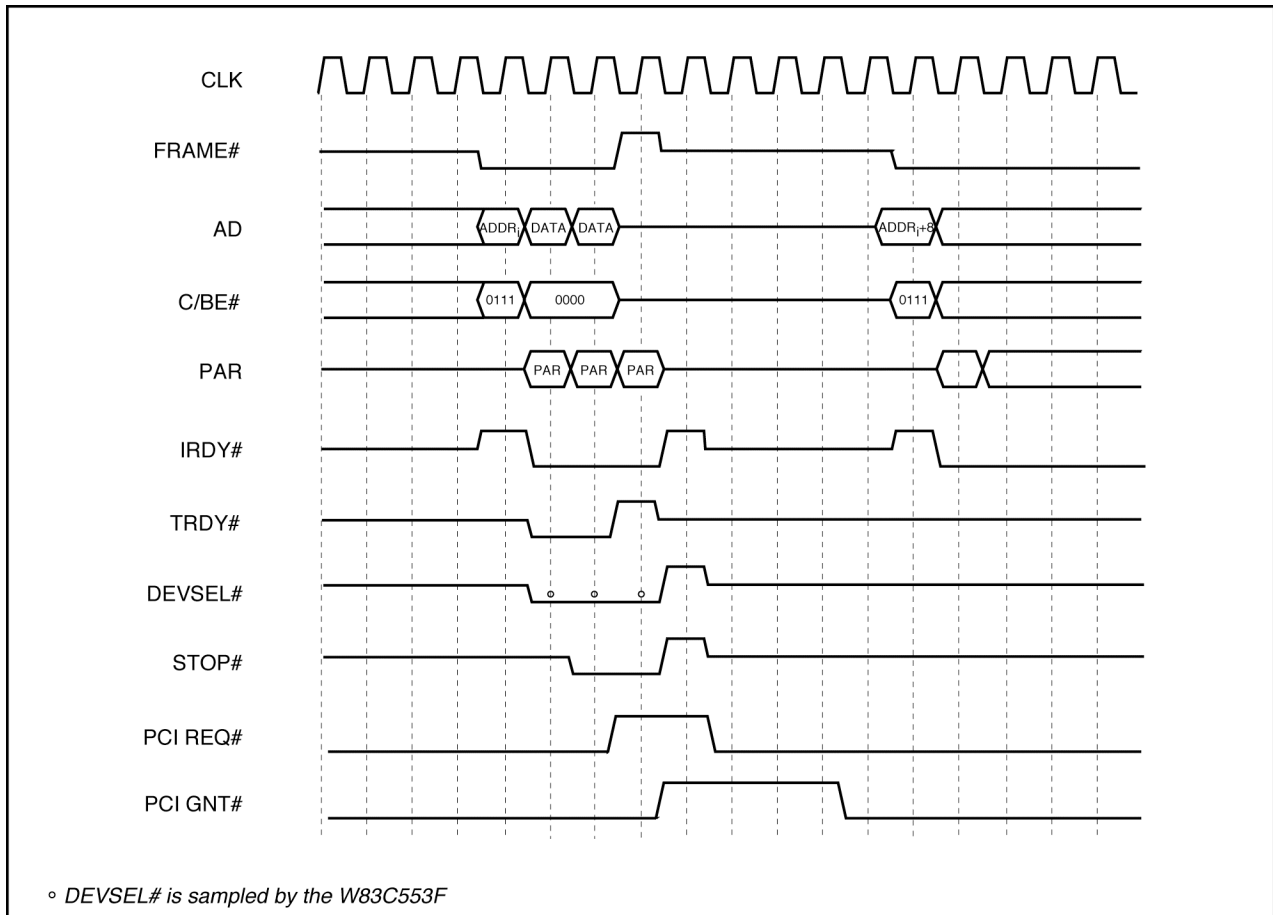 CLK
FRAME#
AD
ADDRi DATA DATA ADDRi+8
C/BE#
0111 0000 0111
PAR
PAR PAR PAR
IRDY#
TRDY#
DEVSEL#
STOP#
PCI REQ#
PCI GNT#
° DEVSEL# is sampled by the W83C553F